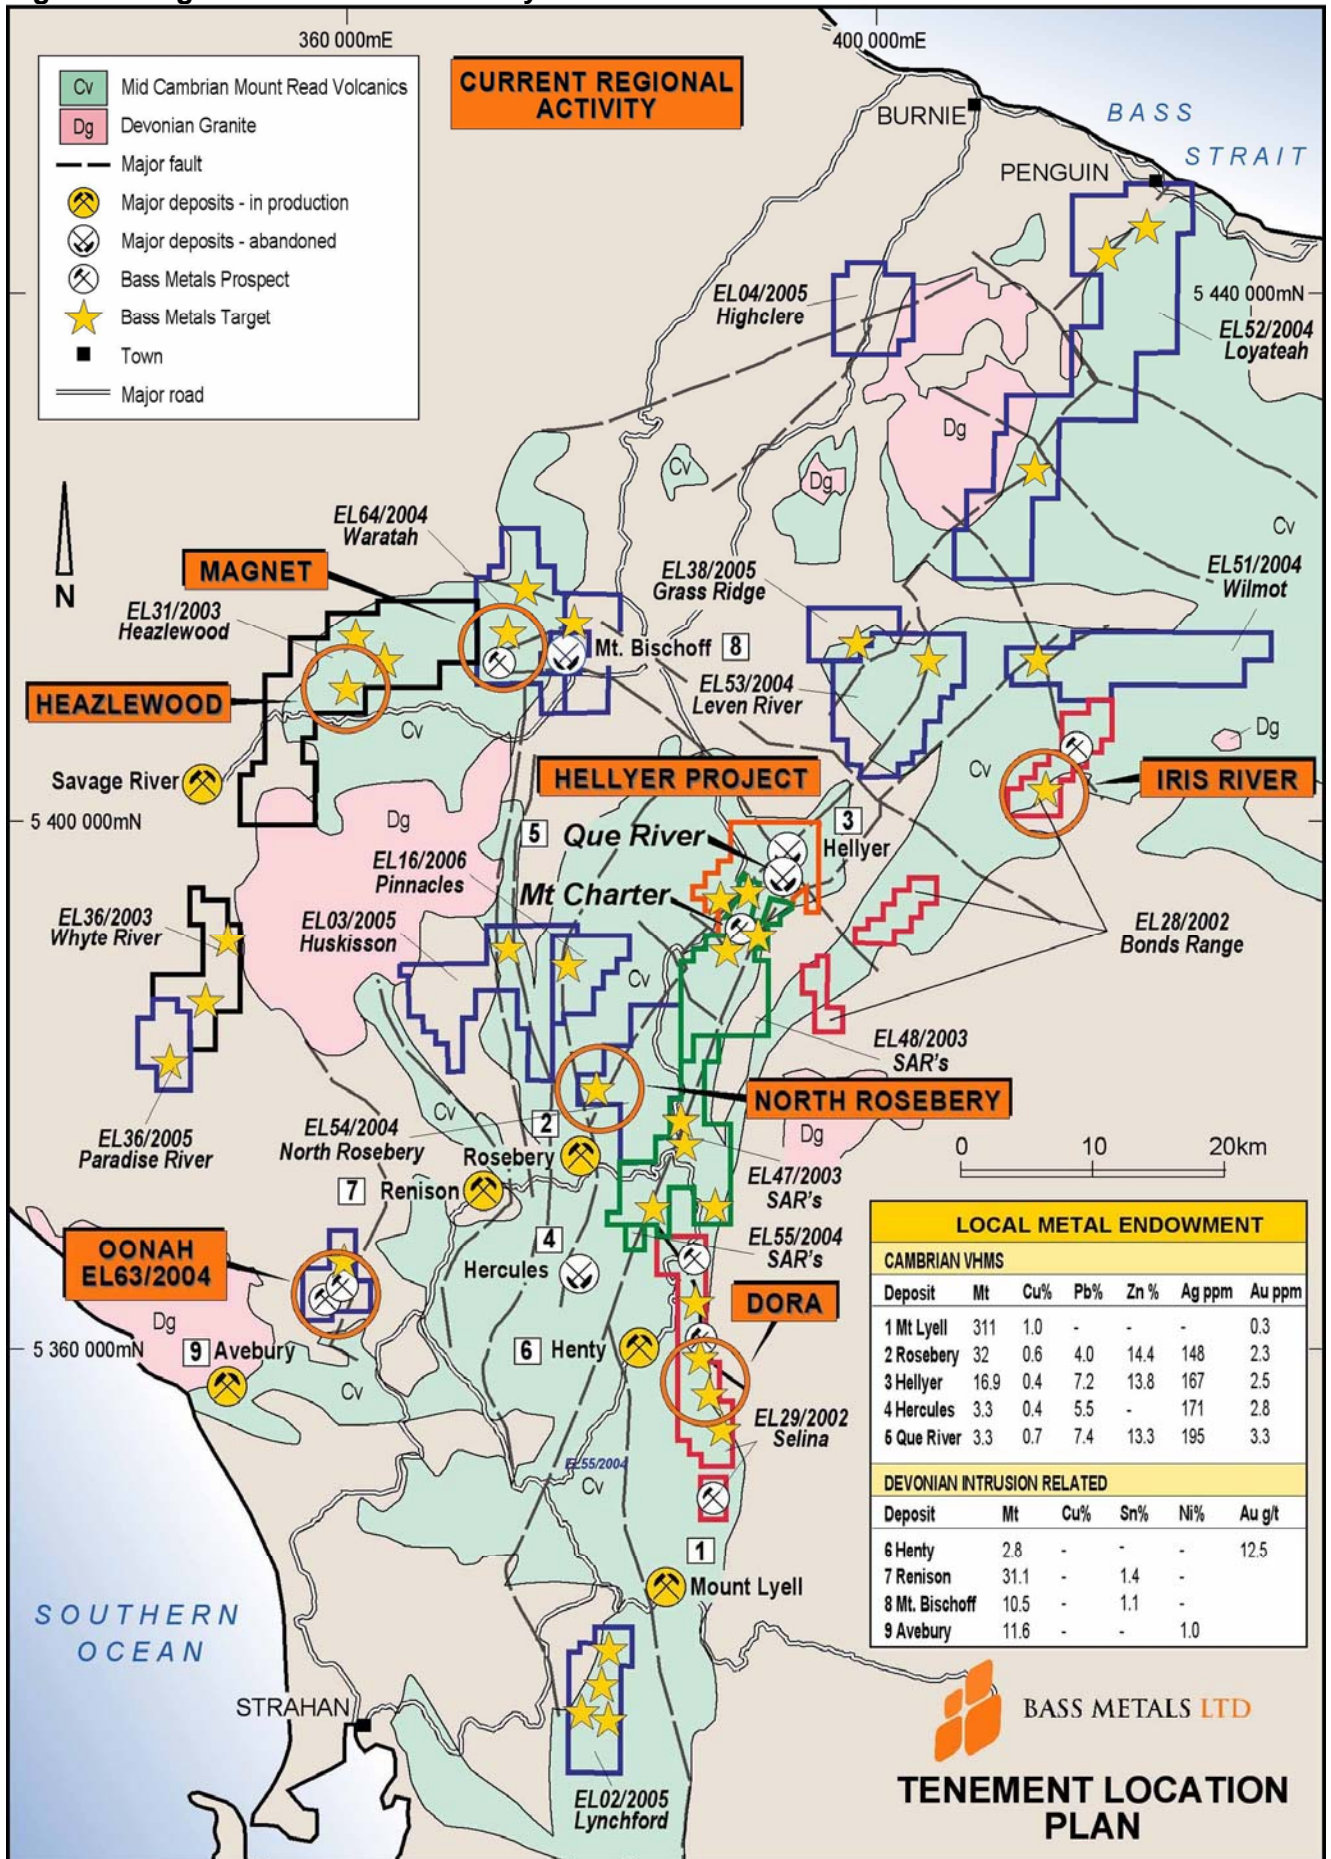 360 000mE
400 000mE
Cv Mid Cambrian Mount Read Volcanics
Dg Devonian Granite
Major fault
Major deposits - in production
Major deposits - abandoned
Bass Metals Prospect
Bass Metals Target
Town
Major road
CURRENT REGIONAL
ACTIVITY
BURNIE
BASS
STRAIT
PENGUIN
5 440 000mN
EL04/2005
Highclere
EL52/2004
Loyateah
Dg
Cv
Dg
Cv
N
EL64/2004
Waratah
MAGNET
EL31/2003
Heazlewood
HEAZLEWOOD
Cv
Mt. Bischoff 8
EL38/2005
Grass Ridge
EL53/2004
Leven River
EL51/2004
Wilmot
Cv
Dg
IRIS RIVER
Savage River
5 400 000mN
Dg
HELLYER PROJECT
5
Que River
3
Hellyer
Mt Charter
EL16/2006
Pinnacles
EL03/2005
Huskisson
EL36/2003
Whyte River
Cv
EL28/2002
Bonds Range
EL48/2003
SAR's
NORTH ROSEBERY
Dg
Cv
EL36/2005
Paradise River
EL54/2004
North Rosebery
2
Rosebery
7 Renison
0 10 20km
EL47/2003
SAR's
EL55/2004
SAR's
OONAH
EL63/2004
4
Hercules
DORA
Dg
5 360 000mN
9 Avebury
Cv
6 Henty
EL29/2002
Selina
EL55/2004
Cv
1
Mount Lyell
SOUTHERN
OCEAN
STRAHAN
EL02/2005
Lynchford
LOCAL METAL ENDOWMENT
CAMBRIAN VHMS
Deposit Mt Cu% Pb% Zn % Ag ppm Au ppm
1 Mt Lyell 311 1.0 - - - 0.3
2 Rosebery 32 0.6 4.0 14.4 148 2.3
3 Hellyer 16.9 0.4 7.2 13.8 167 2.5
4 Hercules 3.3 0.4 5.5 - 171 2.8
5 Que River 3.3 0.7 7.4 13.3 195 3.3
DEVONIAN INTRUSION RELATED
Deposit Mt Cu% Sn% Ni% Au g/t
6 Henty 2.8 - - - 12.5
7 Renison 31.1 - 1.4 -
8 Mt. Bischoff 10.5 - 1.1 -
9 Avebury 11.6 - - 1.0
BASS METALS LTD
TENEMENT LOCATION
PLAN